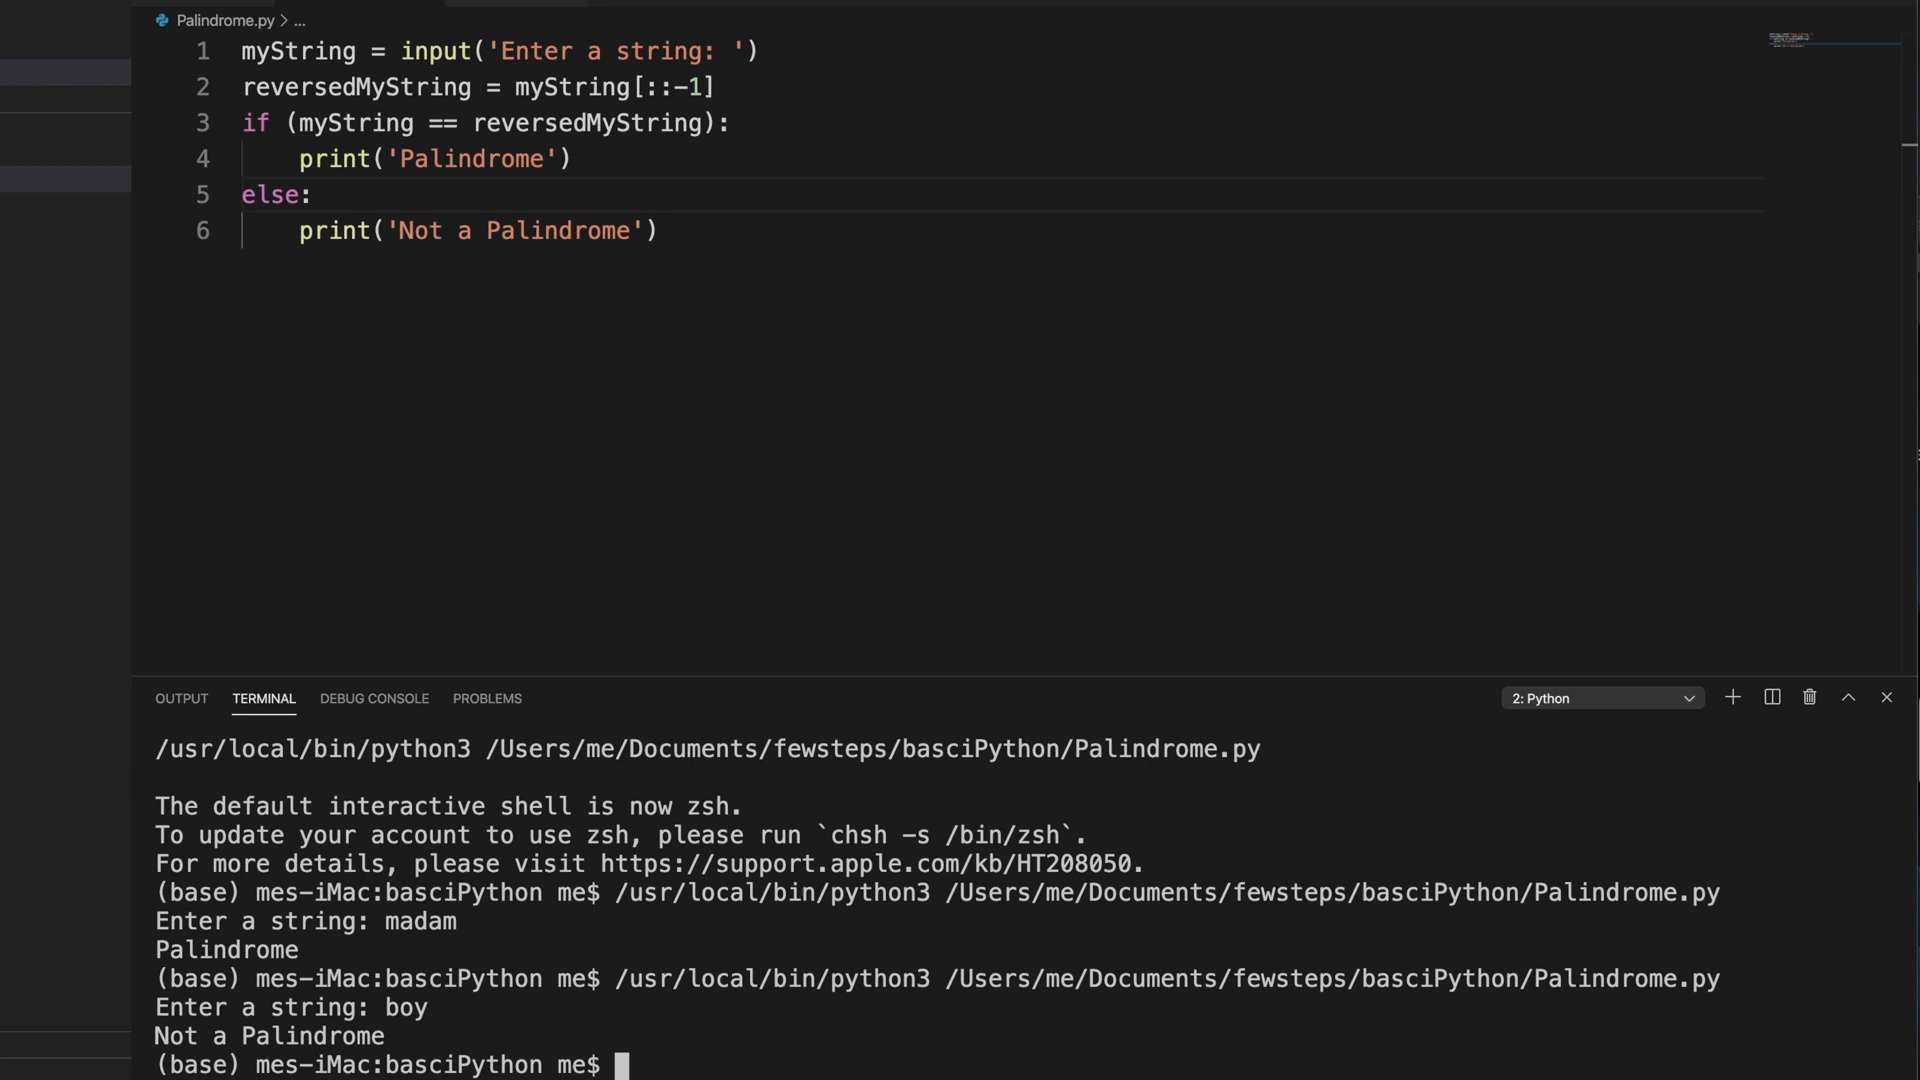 Palindrome.py > ...
1 myString = input('Enter a string: ')
2 reversedMyString = myString[::-1]
3 if (myString == reversedMyString):
4     print('Palindrome')
5 else:
6     print('Not a Palindrome')
OUTPUT TERMINAL DEBUG CONSOLE PROBLEMS 2: Python
/usr/local/bin/python3 /Users/me/Documents/fewsteps/basciPython/Palindrome.py
The default interactive shell is now zsh.
To update your account to use zsh, please run `chsh -s /bin/zsh`.
For more details, please visit https://support.apple.com/kb/HT208050.
(base) mes-iMac:basciPython me$ /usr/local/bin/python3 /Users/me/Documents/fewsteps/basciPython/Palindrome.py
Enter a string: madam
Palindrome
(base) mes-iMac:basciPython me$ /usr/local/bin/python3 /Users/me/Documents/fewsteps/basciPython/Palindrome.py
Enter a string: boy
Not a Palindrome
(base) mes-iMac:basciPython me$